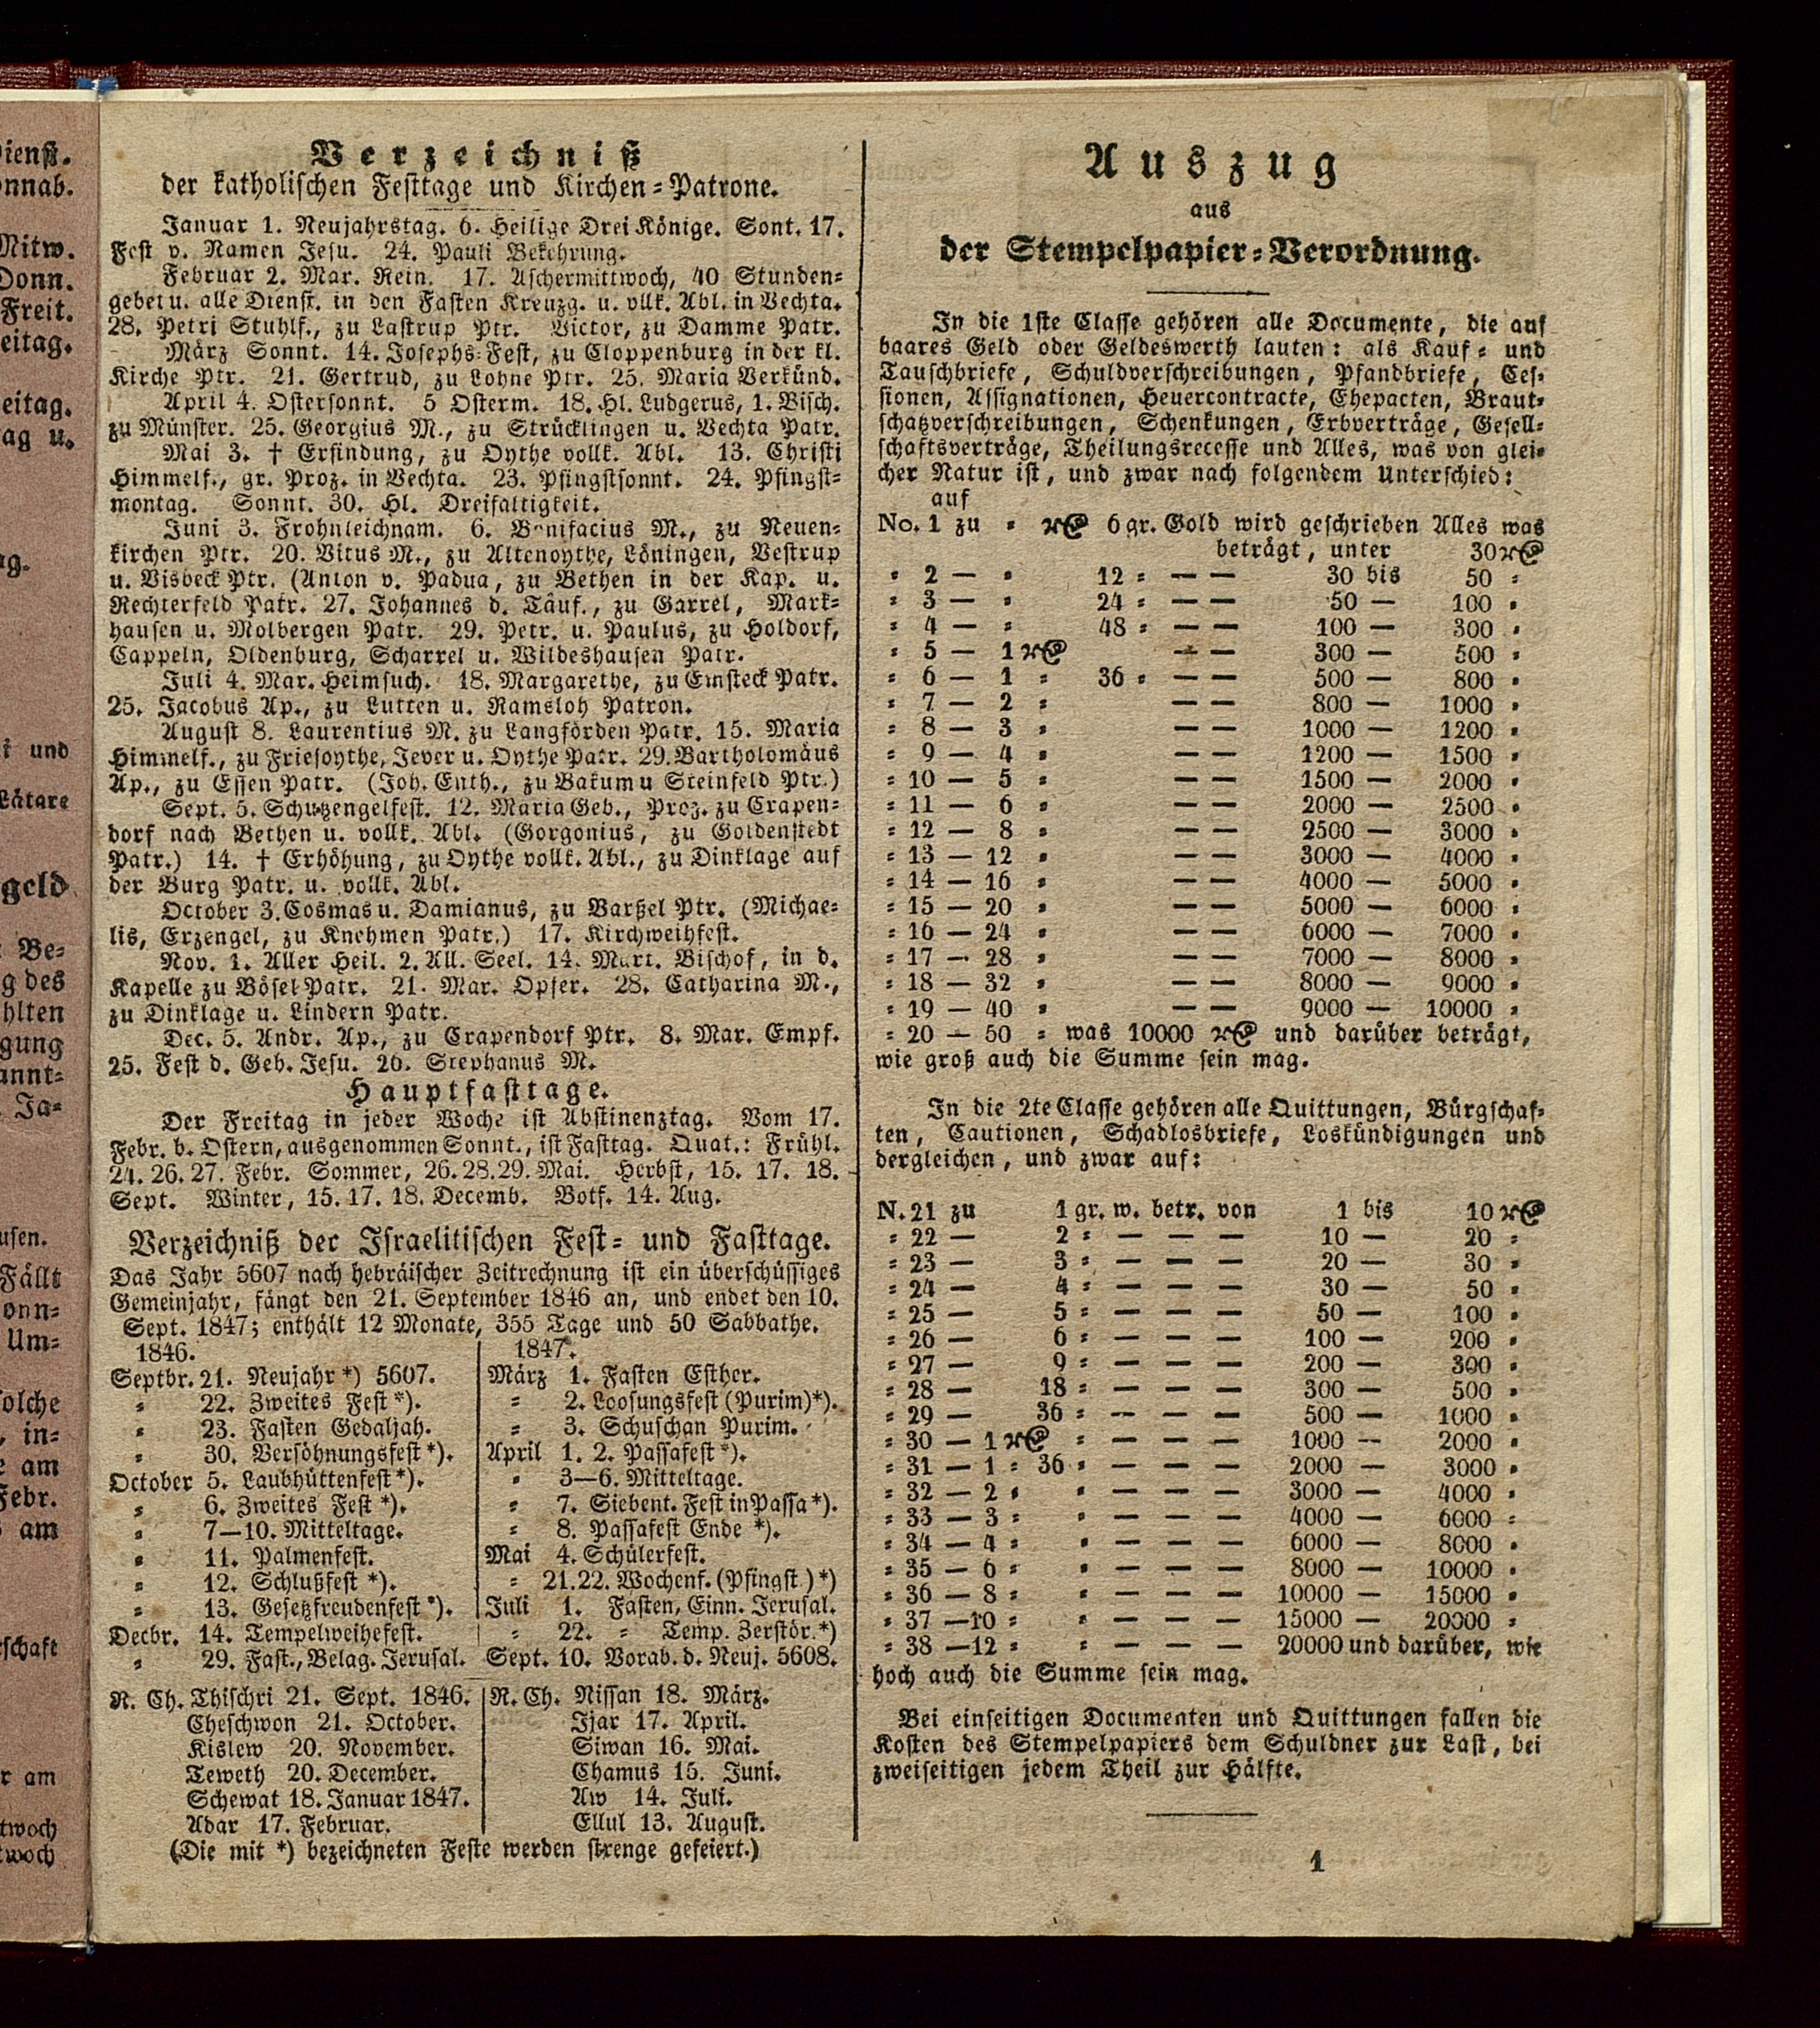 Verzeichniß
der katholischen Festtage und Kirchen=Patrone.
Januar 1. Neujahrstag. 6. Heilige Drei Könige. Sont. 17.
Fest v. Namen Jesu. 24. Pauli Bekehrung.
Februar 2. Mar. Rein. 17. Aschermittwoch, 40 Stunden=
gebet u. alle Dienst. in den Fasten Kreuzg. u. vllk. Abl. in Vechta.
28. Petri Stuhlf., zu Lastrup Ptr. Victor, zu Damme Patr.
März Sonnt. 14. Josephs=Fest, zu Cloppenburg in der kl.
Kirche Ptr. 21. Gertrud, zu Lohne Ptr. 25. Maria Verkünd.
April 4. Ostersonnt. 5 Osterm. 18. Hl. Ludgerus, 1. Bisch.
zu Münster. 25. Georgius M., zu Strücklingen u. Vechta Patr.
Mai 3. † Erfindung, zu Oythe vollk. Abl. 13. Christi
Himmelf., gr. Proz. in Vechta. 23. Pfingstsonnt. 24. Pfingst=
montag. Sonnt. 30. Hl. Dreifaltigkeit.
Juni 3. Frohnleichnam. 6. Bonifacius M., zu Neuen=
kirchen Ptr. 20. Vitus M., zu Altenoythe, Löningen, Vestrup
u. Visbeck Ptr. (Anton v. Padua, zu Bethen in der Kap. u.
Rechterfeld Patr. 27. Johannes d. Täuf., zu Garrel, Mark=
hausen u. Molbergen Patr. 29. Petr. u. Paulus, zu Holdorf,
Cappeln, Oldenburg, Scharrel u. Wildeshausen Patr.
Juli 4. Mar. Heimsuch. 18. Margarethe, zu Emsteck Patr.
25. Jacobus Ap., zu Lutten u. Ramsloh Patron.
August 8. Laurentius M. zu Langförden Patr. 15. Maria
Himmelf., zu Friesoythe, Jever u. Oythe Patr. 29. Bartholomäus
Ap., zu Essen Patr. (Joh. Enth., zu Bakum u Steinfeld Ptr.)
Sept. 5. Schutzengelfest. 12. Maria Geb., Proz. zu Crapen=
dorf nach Bethen u. vollk. Abl. (Gorgonius, zu Goldenstedt
Patr.) 14. † Erhöhung, zu Oythe vollk. Abl., zu Dinklage auf
der Burg Patr. u. vollk. Abl.
October 3. Cosmas u. Damianus, zu Barßel Ptr. (Michae=
lis, Erzengel, zu Knehmen Patr.) 17. Kirchweihfest.
Nov. 1. Aller Heil. 2. All. Seel. 14. Mart. Bischof, in d.
Kapelle zu Bösel Patr. 21. Mar. Opfer. 28. Catharina M.,
zu Dinklage u. Lindern Patr.
Dec. 5. Andr. Ap., zu Crapendorf Ptr. 8. Mar. Empf.
25. Fest d. Geb. Jesu. 26. Stephanus M.
Hauptfasttage.
Der Freitag in jeder Woche ist Abstinenztag. Vom 17.
Febr. b. Ostern, ausgenommen Sonnt., ist Fasttag. Quat.: Frühl.
24. 26. 27. Febr. Sommer, 26. 28. 29. Mai. Herbst, 15. 17. 18.
Sept. Winter, 15. 17. 18. Decemb. Votf. 14. Aug.
Verzeichniß der Israelitischen Fest= und Fasttage.
Das Jahr 5607 nach hebräischer Zeitrechnung ist ein überschüssiges
Gemeinjahr, fängt den 21. September 1846 an, und endet den 10.
Sept. 1847; enthält 12 Monate, 355 Tage und 50 Sabbathe.
1846.
Septbr. 21. Neujahr *) 5607.
= 22. Zweites Fest *).
= 23. Fasten Gedaljah.
= 30. Versöhnungsfest *).
October 5. Laubhüttenfest *).
= 6. Zweites Fest *).
= 7—10. Mitteltage.
= 11. Palmenfest.
= 12. Schlußfest *).
= 13. Gesetzfreudenfest *).
Decbr. 14. Tempelweihefest.
= 29. Fast., Belag. Jerusal.
1847.
März 1. Fasten Esther.
= 2. Loosungsfest (Purim) *).
= 3. Schuschan Purim.
April 1. 2. Passafest *).
= 3—6. Mitteltage.
= 7. Siebent. Fest in Passa *).
= 8. Passafest Ende *).
Mai 4. Schülerfest.
= 21. 22. Wochenf. (Pfingst.) *)
Juli 1. Fasten, Einn. Jerusal.
= 22. = Temp. Zerstör. *)
Sept. 10. Vorab. d. Neuj. 5608.
R. Ch. Thischri 21. Sept. 1846.
Cheschwon 21. October.
Kislew 20. November.
Teweth 20. December.
Schewat 18. Januar 1847.
Adar 17. Februar.
R. Ch. Nissan 18. März.
Ijar 17. April.
Siwan 16. Mai.
Chamus 15. Juni.
Aw 14. Juli.
Ellul 13. August.
(Die mit *) bezeichneten Feste werden strenge gefeiert.)
Auszug
aus
der Stempelpapier=Verordnung.
In die 1ste Classe gehören alle Documente, die auf
baares Geld oder Geldeswerth lauten: als Kauf= und
Tauschbriefe, Schuldverschreibungen, Pfandbriefe, Ces=
sionen, Assignationen, Heuercontracte, Ehepacten, Braut=
schatzverschreibungen, Schenkungen, Erbverträge, Gesell=
schaftsverträge, Theilungsrecesse und Alles, was von glei=
cher Natur ist, und zwar nach folgendem Unterschied:
auf
No. 1 zu = ₰ 6 gr. Gold wird geschrieben Alles was
beträgt, unter 30 ₰
= 2 — = 12 = — — 30 bis 50 =
= 3 — = 24 = — — 50 — 100 =
= 4 — = 48 = — — 100 — 300 =
= 5 — 1 ₰ — — 300 — 500 =
= 6 — 1 = 36 = — — 500 — 800 =
= 7 — 2 = — — 800 — 1000 =
= 8 — 3 = — — 1000 — 1200 =
= 9 — 4 = — — 1200 — 1500 =
= 10 — 5 = — — 1500 — 2000 =
= 11 — 6 = — — 2000 — 2500 =
= 12 — 8 = — — 2500 — 3000 =
= 13 — 12 = — — 3000 — 4000 =
= 14 — 16 = — — 4000 — 5000 =
= 15 — 20 = — — 5000 — 6000 =
= 16 — 24 = — — 6000 — 7000 =
= 17 — 28 = — — 7000 — 8000 =
= 18 — 32 = — — 8000 — 9000 =
= 19 — 40 = — — 9000 — 10000 =
= 20 — 50 = was 10000 ₰ und darüber beträgt,
wie groß auch die Summe sein mag.
In die 2te Classe gehören alle Quittungen, Bürgschaf=
ten, Cautionen, Schadlosbriefe, Loskündigungen und
dergleichen, und zwar auf:
N. 21 zu 1 gr. w. betr. von 1 bis 10 ₰
= 22 — 2 = — — — 10 — 20 =
= 23 — 3 = — — — 20 — 30 =
= 24 — 4 = — — — 30 — 50 =
= 25 — 5 = — — — 50 — 100 =
= 26 — 6 = — — — 100 — 200 =
= 27 — 9 = — — — 200 — 300 =
= 28 — 18 = — — — 300 — 500 =
= 29 — 36 = — — — 500 — 1000 =
= 30 — 1 ₰ = — — — 1000 — 2000 =
= 31 — 1 = 36 = — — — 2000 — 3000 =
= 32 — 2 = = — — — 3000 — 4000 =
= 33 — 3 = = — — — 4000 — 6000 =
= 34 — 4 = = — — — 6000 — 8000 =
= 35 — 6 = = — — — 8000 — 10000 =
= 36 — 8 = = — — — 10000 — 15000 =
= 37 — 10 = = — — — 15000 — 20000 =
= 38 — 12 = = — — — 20000 und darüber, wie
hoch auch die Summe sein mag.
Bei einseitigen Documenten und Quittungen fallen die
Kosten des Stempelpapiers dem Schuldner zur Last, bei
zweiseitigen jedem Theil zur Hälfte.
1